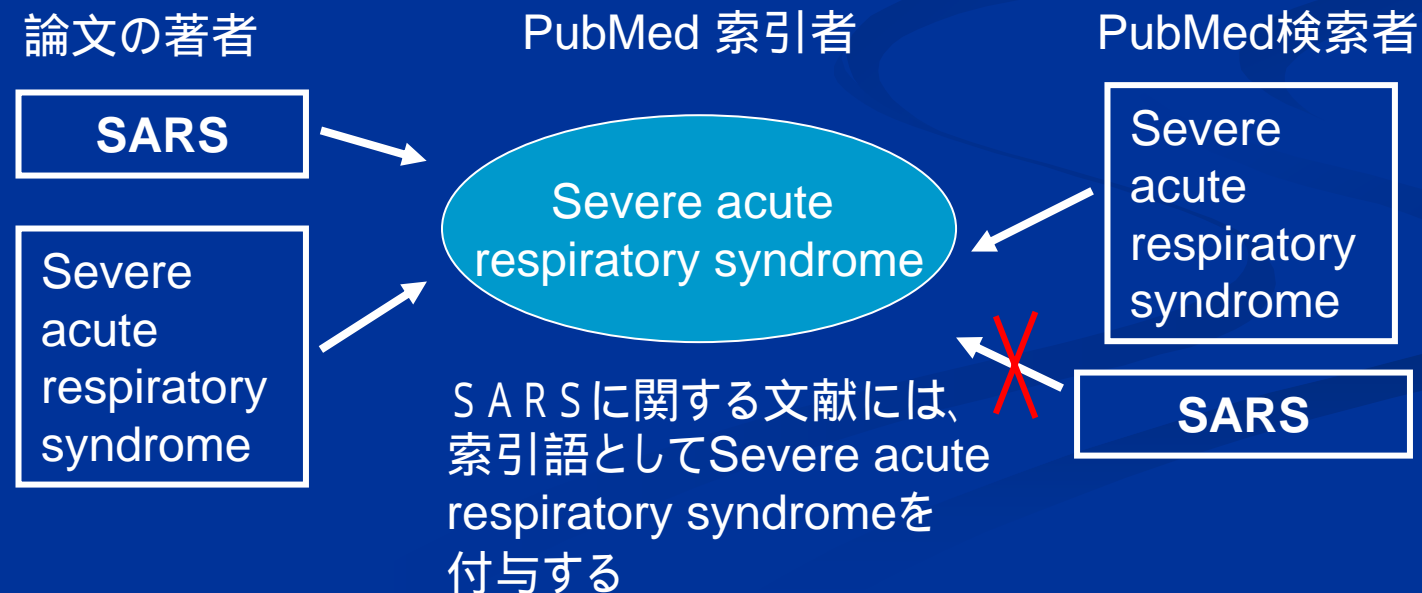 論文の著者
PubMed 索引者
PubMed検索者
SARS
Severe
acute
respiratory
syndrome
Severe acute
respiratory syndrome
ＳＡＲＳに関する文献には、
索引語としてSevere acute
respiratory syndromeを
付与する
Severe
acute
respiratory
syndrome
SARS